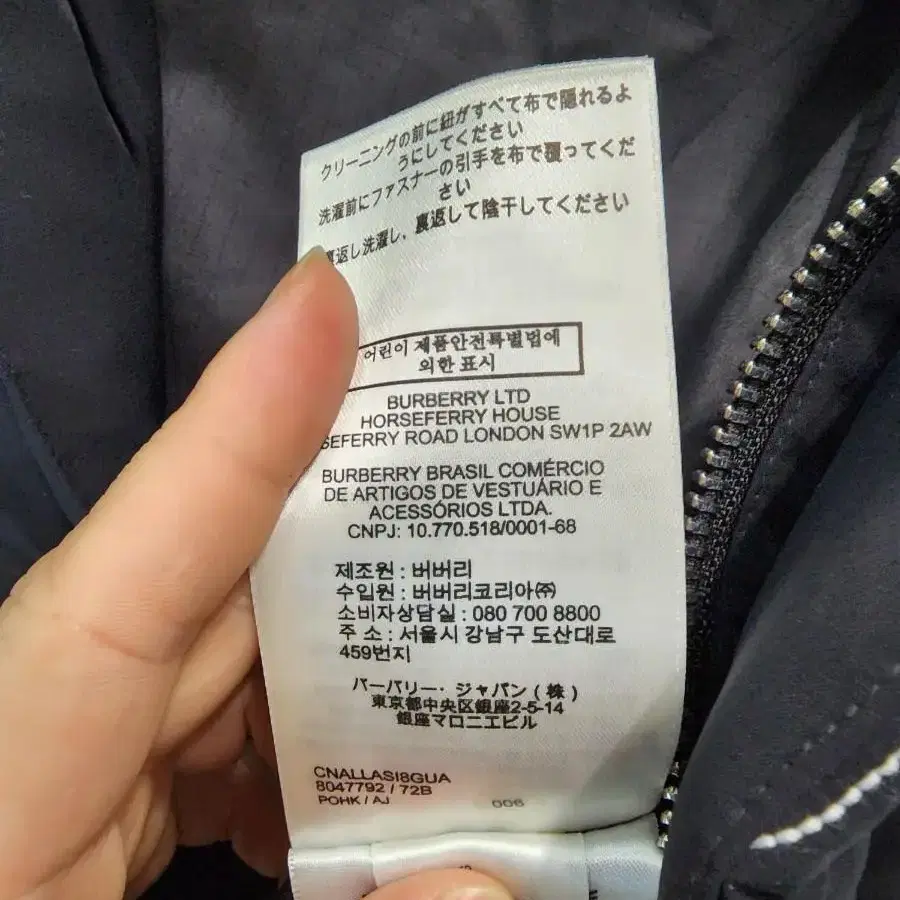 クリーニングの前に紐がすべて布で隠れるよ
うにしてください
洗濯前にファスナーの引手を布で覆ってくだ
さい
裏返し洗濯し、裏返して陰干してください
어린이 제품안전특별법에
의한 표시
BURBERRY LTD
HORSEFERRY HOUSE
SEFERRY ROAD LONDON SW1P 2AW
BURBERRY BRASIL COMÉRCIO
DE ARTIGOS DE VESTUÁRIO E
ACESSÓRIOS LTDA.
CNPJ: 10.770.518/0001-68
제조원 : 버버리
수입원 : 버버리코리아㈜
소비자상담실 : 080 700 8800
주 소 : 서울시 강남구 도산대로
459번지
バーバリー・ジャパン(株)
東京都中央区銀座2-5-14
銀座マロニエビル
CNALLASI8GUA
8047792 / 72B
POHK / AJ
006